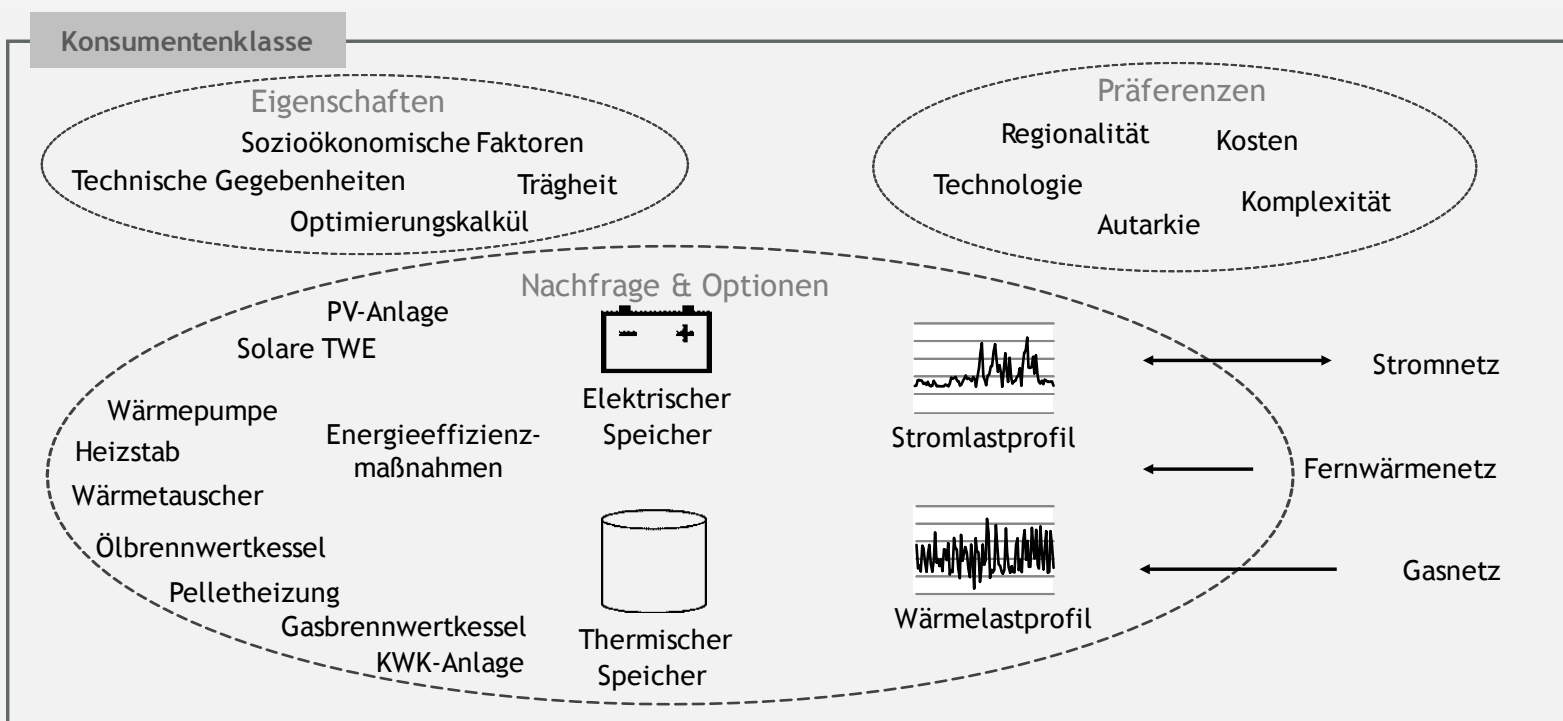 Konsumentenklasse
Eigenschaften
Sozioökonomische Faktoren
Technische Gegebenheiten
Trägheit
Optimierungskalkül
Präferenzen
Regionalität
Kosten
Technologie
Komplexität
Autarkie
Nachfrage & Optionen
PV-Anlage
Solare TWE
Wärmepumpe
Heizstab
Wärmetauscher
Ölbrennwertkessel
Pelletheizung
Gasbrennwertkessel
KWK-Anlage
Energieeffizienz-
maßnahmen
Elektrischer
Speicher
Thermischer
Speicher
Stromlastprofil
Wärmelastprofil
Stromnetz
Fernwärmenetz
Gasnetz